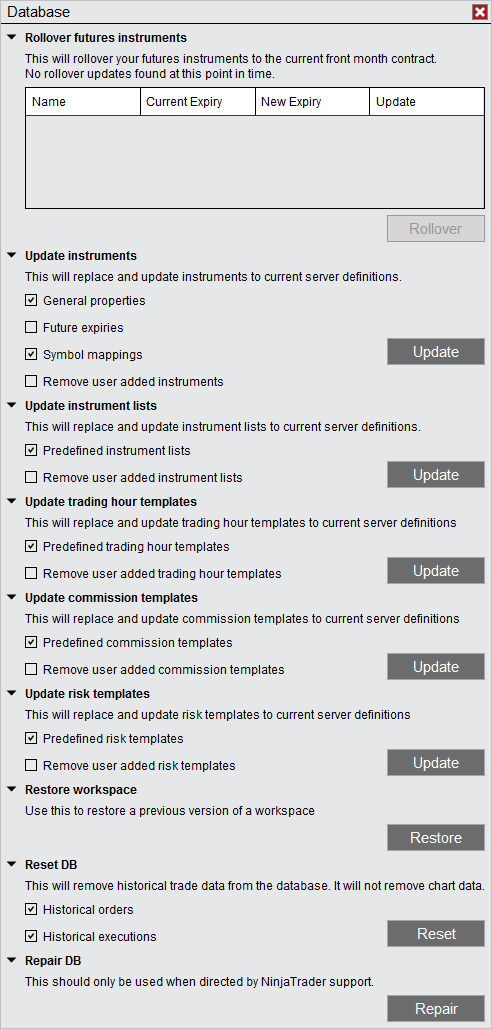 Database
Rollover futures instruments
This will rollover your futures instruments to the current front month contract.
No rollover updates found at this point in time.
Name Current Expiry New Expiry Update
Rollover
Update instruments
This will replace and update instruments to current server definitions.
General properties
Future expiries
Symbol mappings
Update
Remove user added instruments
Update instrument lists
This will replace and update instrument lists to current server definitions.
Predefined instrument lists
Remove user added instrument lists
Update
Update trading hour templates
This will replace and update trading hour templates to current server definitions
Predefined trading hour templates
Remove user added trading hour templates
Update
Update commission templates
This will replace and update commission templates to current server definitions
Predefined commission templates
Remove user added commission templates
Update
Update risk templates
This will replace and update risk templates to current server definitions
Predefined risk templates
Remove user added risk templates
Update
Restore workspace
Use this to restore a previous version of a workspace
Restore
Reset DB
This will remove historical trade data from the database. It will not remove chart data.
Historical orders
Historical executions
Reset
Repair DB
This should only be used when directed by NinjaTrader support.
Repair